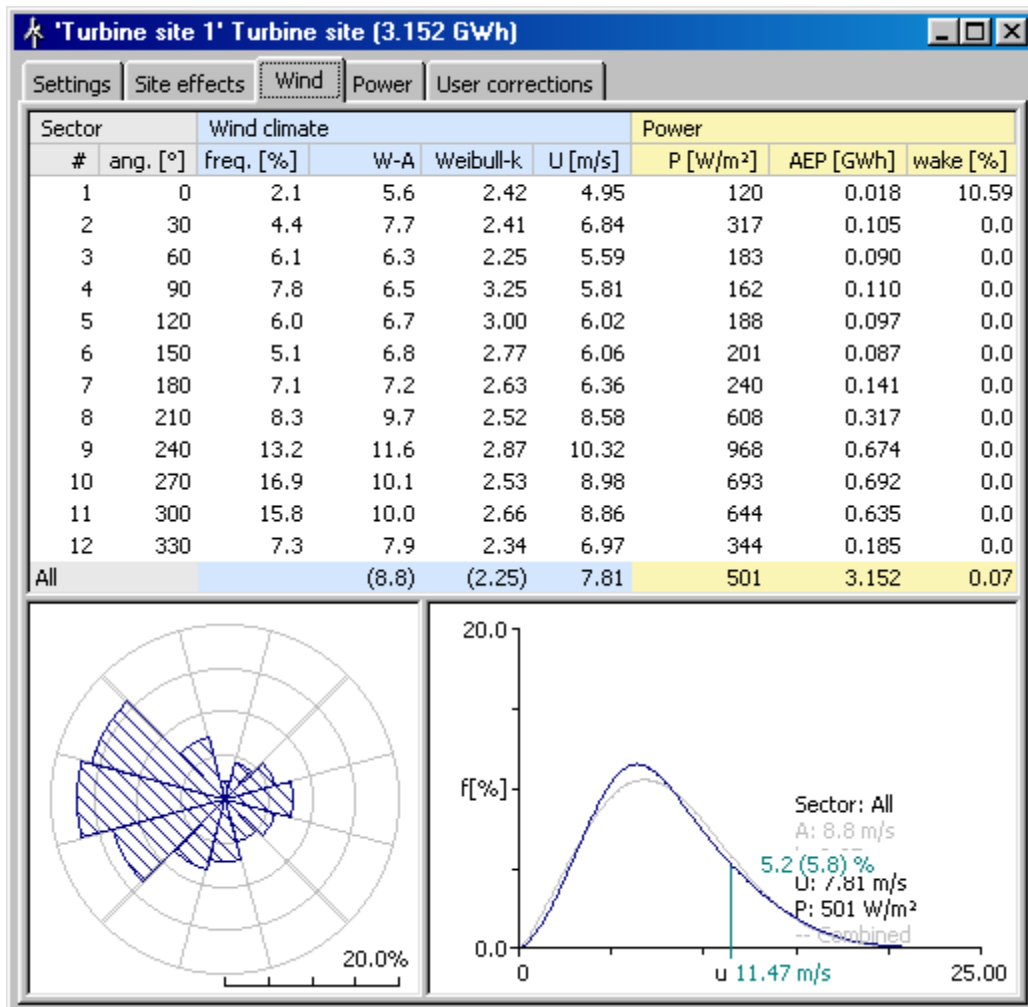 'Turbine site 1' Turbine site (3.152 GWh)
Settings Site effects Wind Power User corrections
Sector Wind climate Power
# ang. [°] freq. [%] W-A Weibull-k U [m/s] P [W/m²] AEP [GWh] wake [%]
1 0 2.1 5.6 2.42 4.95 120 0.018 10.59
2 30 4.4 7.7 2.41 6.84 317 0.105 0.0
3 60 6.1 6.3 2.25 5.59 183 0.090 0.0
4 90 7.8 6.5 3.25 5.81 162 0.110 0.0
5 120 6.0 6.7 3.00 6.02 188 0.097 0.0
6 150 5.1 6.8 2.77 6.06 201 0.087 0.0
7 180 7.1 7.2 2.63 6.36 240 0.141 0.0
8 210 8.3 9.7 2.52 8.58 608 0.317 0.0
9 240 13.2 11.6 2.87 10.32 968 0.674 0.0
10 270 16.9 10.1 2.53 8.98 693 0.692 0.0
11 300 15.8 10.0 2.66 8.86 644 0.635 0.0
12 330 7.3 7.9 2.34 6.97 344 0.185 0.0
All (8.8) (2.25) 7.81 501 3.152 0.07
20.0%
20.0
f[%]
Sector: All
A: 8.8 m/s
5.2 (5.8) %
U: 7.81 m/s
P: 501 W/m²
-- Combined
0.0
0 u 11.47 m/s 25.00